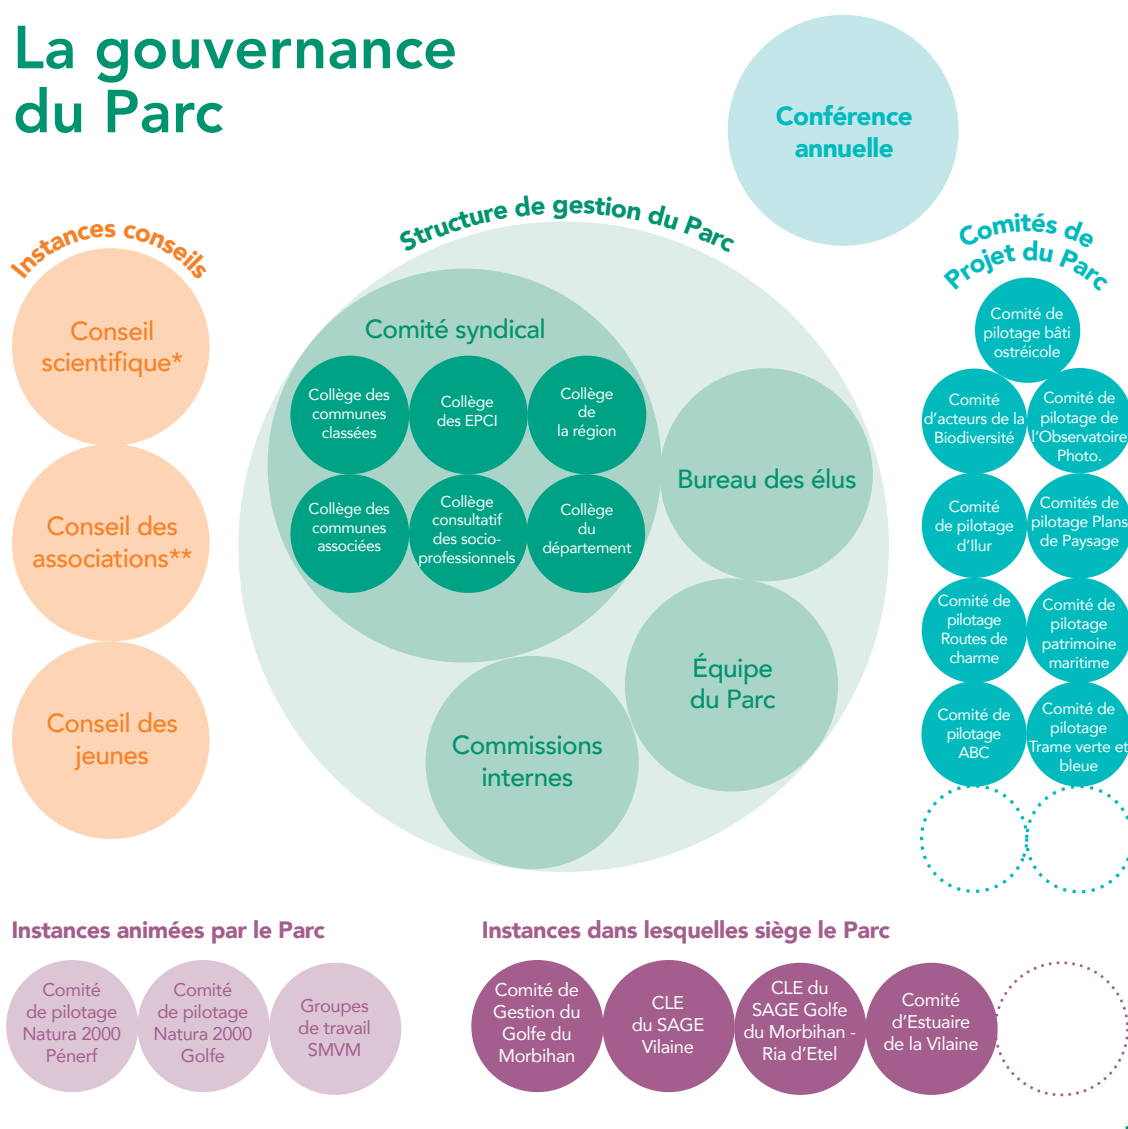 La gouvernance
du Parc
Conférence
annuelle
Instances conseils
Conseil
scientifique*
Conseil des
associations**
Conseil des
jeunes
Structure de gestion du Parc
Comité syndical
Collège des
communes
classées
Collège
des EPCI
Collège
de
la région
Collège des
communes
associées
Collège
consultatif
des socio-
professionnels
Collège
du
département
Bureau des élus
Équipe
du Parc
Commissions
internes
Comités de
Projet du Parc
Comité de
pilotage bâti
ostréicole
Comité
d'acteurs de la
Biodiversité
Comité de
pilotage de
l'Observatoire
Photo.
Comité
de pilotage
d'Ilur
Comités de
pilotage Plans
de Paysage
Comité de
pilotage
Routes de
charme
Comité de
pilotage
patrimoine
maritime
Comité de
pilotage
ABC
Comité de
pilotage
Trame verte et
bleue
Instances animées par le Parc
Comité
de pilotage
Natura 2000
Pénerf
Comité
de pilotage
Natura 2000
Golfe
Groupes
de travail
SMVM
Instances dans lesquelles siège le Parc
Comité de
Gestion du
Golfe du
Morbihan
CLE
du SAGE
Vilaine
CLE du
SAGE Golfe
du Morbihan -
Ria d'Etel
Comité
d'Estuaire
de la Vilaine